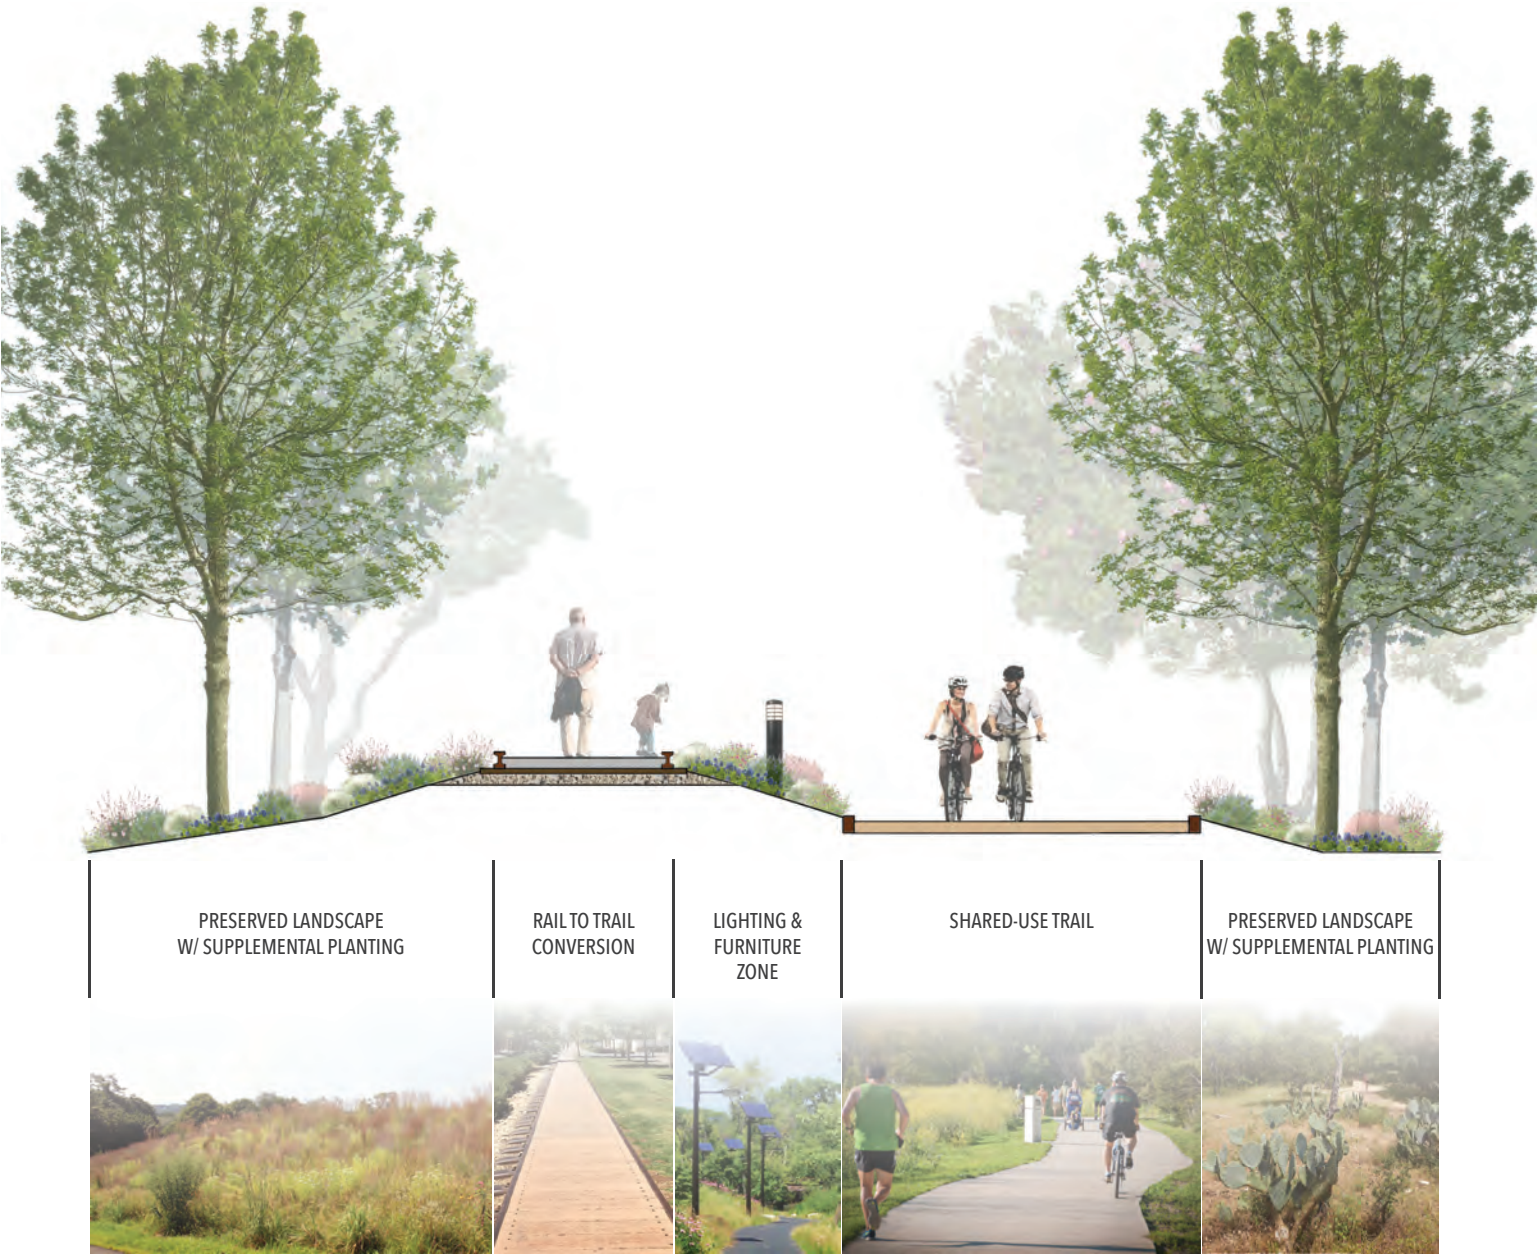 PRESERVED LANDSCAPE
W/ SUPPLEMENTAL PLANTING
RAIL TO TRAIL
CONVERSION
LIGHTING &
FURNITURE
ZONE
SHARED-USE TRAIL
PRESERVED LANDSCAPE
W/ SUPPLEMENTAL PLANTING